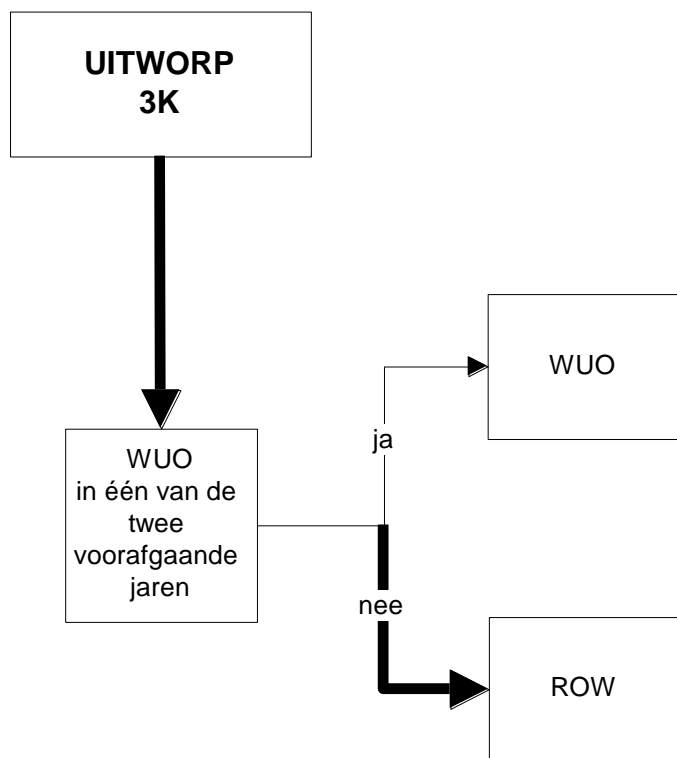 UITWORP
3K
WUO
WUO
in één van de
twee
voorafgaande
jaren
ja
nee
ROW